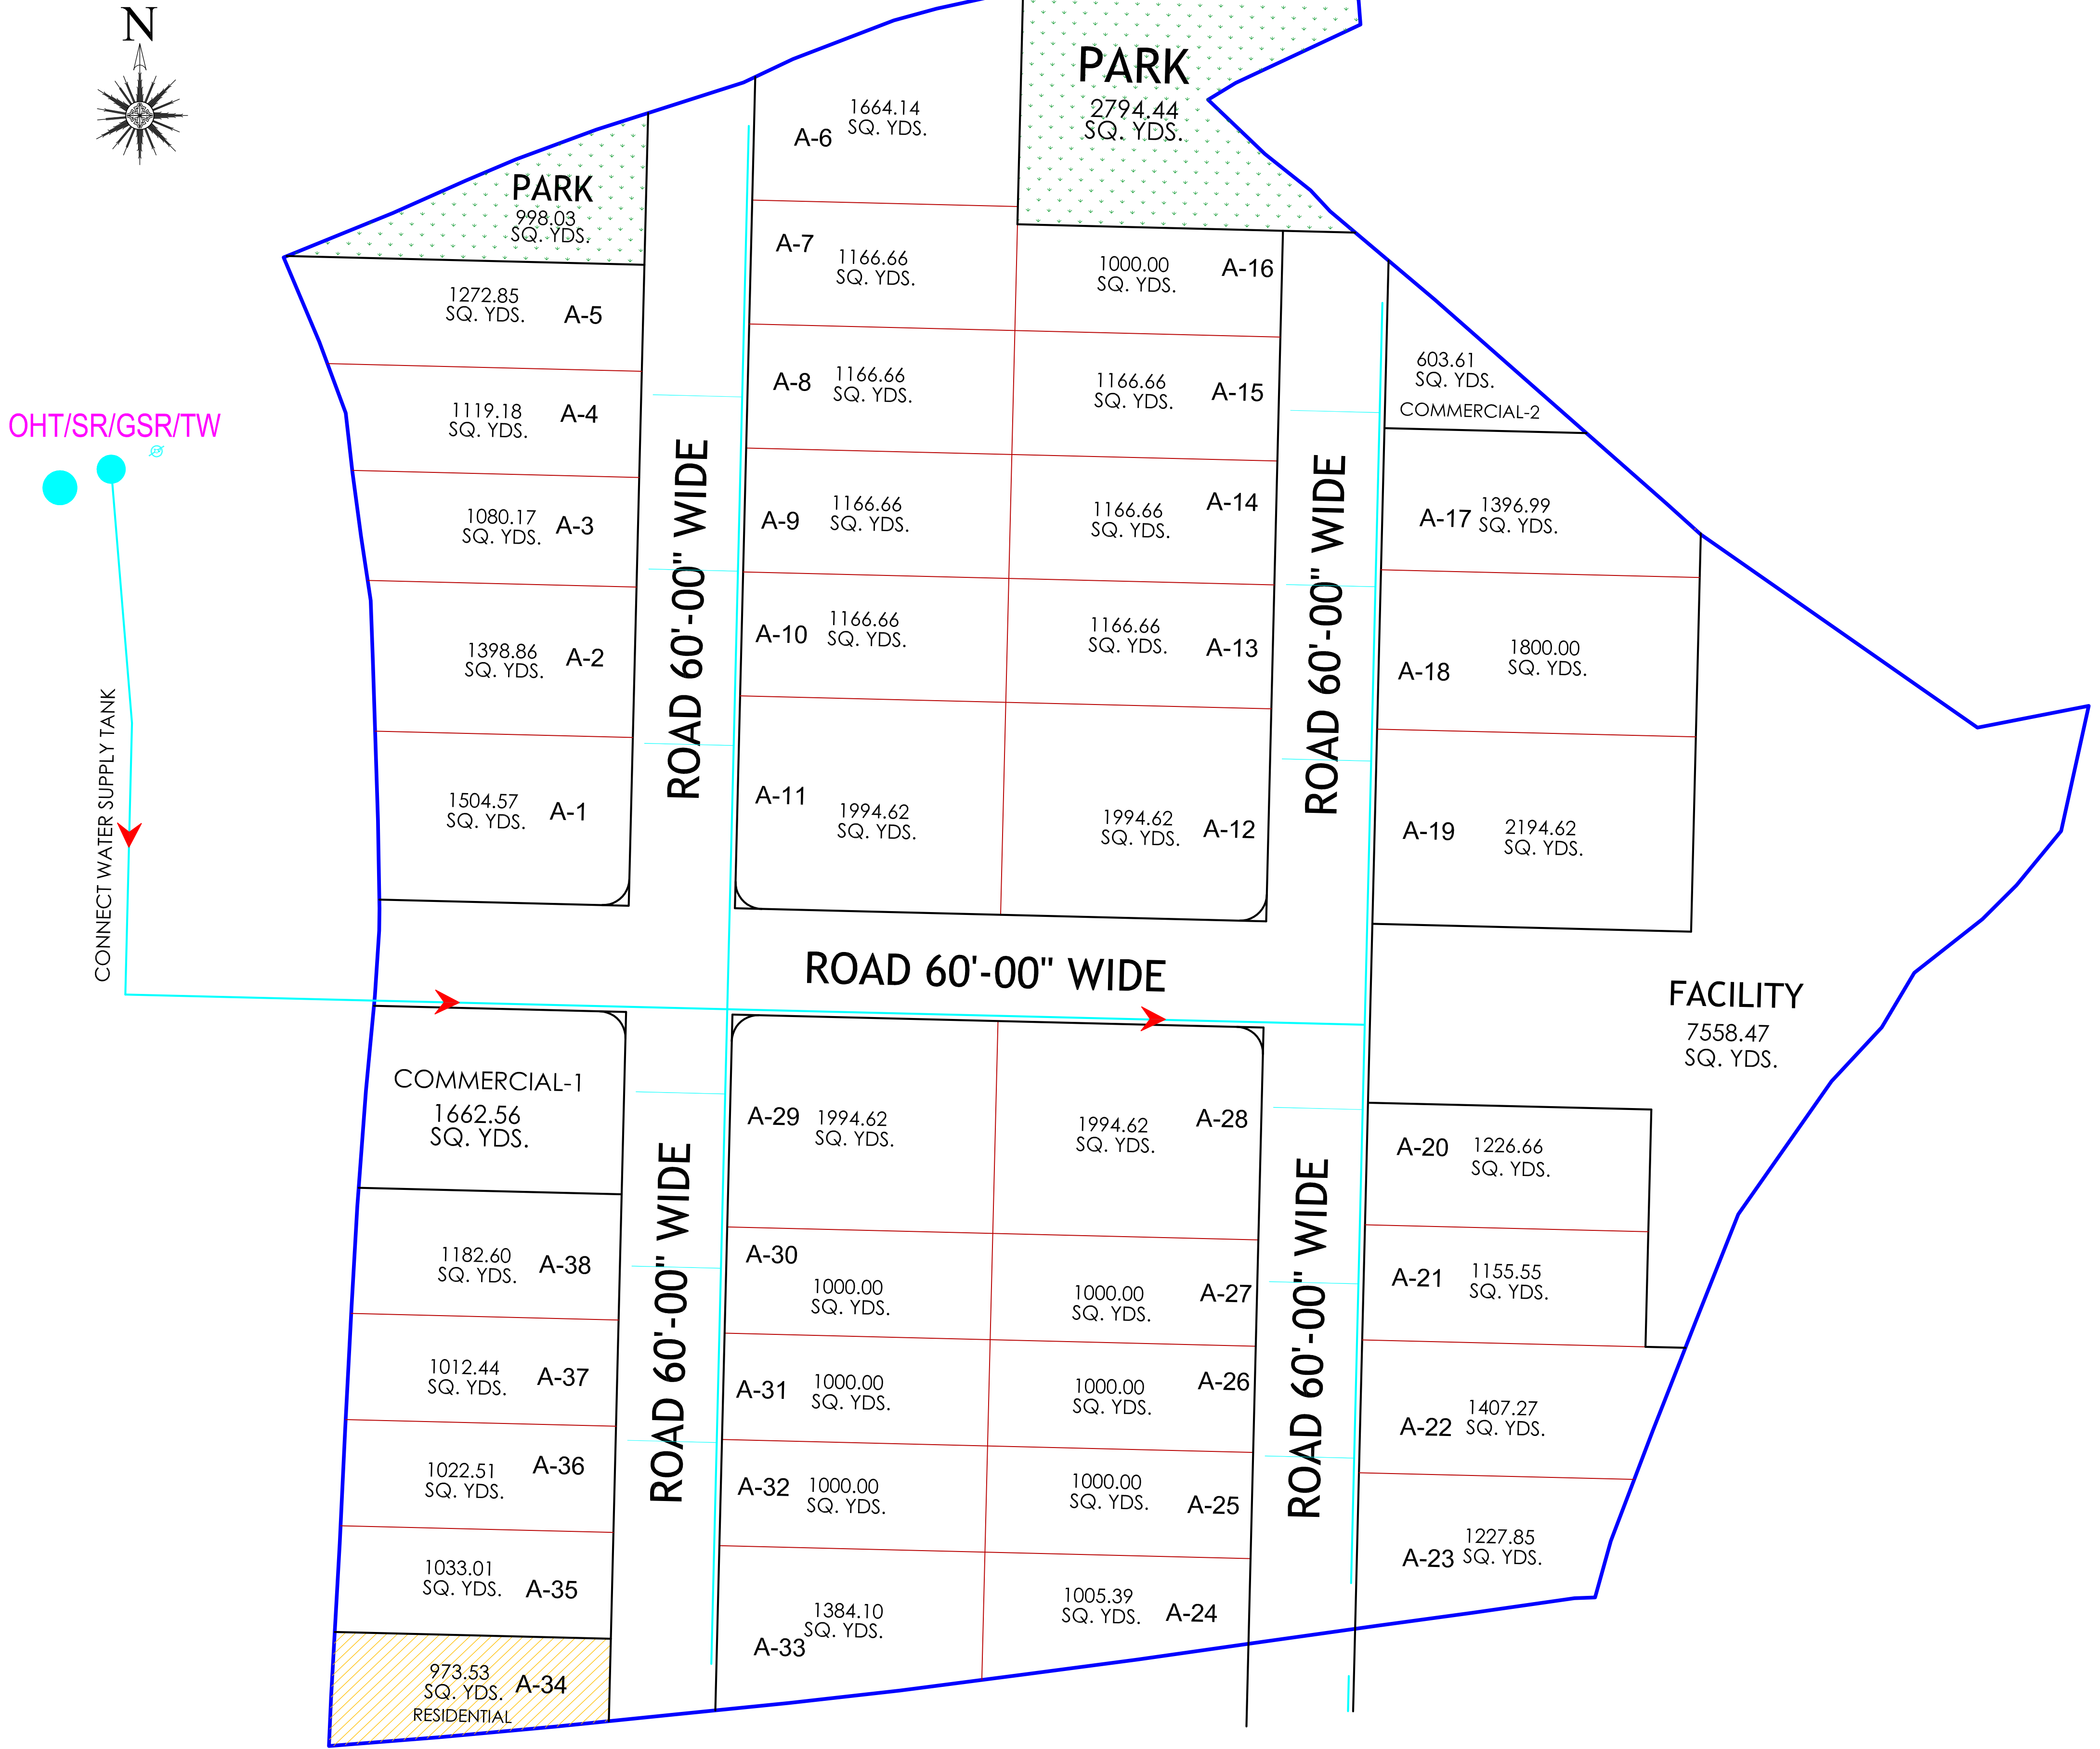 N
PARK
2794.44
SQ. YDS.
1664.14
SQ. YDS.
A-6
PARK
998.03
SQ. YDS.
A-7
1166.66
SQ. YDS.
1000.00
SQ. YDS.
A-16
1272.85
SQ. YDS.
A-5
603.61
SQ. YDS.
COMMERCIAL-2
A-8
1166.66
SQ. YDS.
1166.66
SQ. YDS.
A-15
1119.18
SQ. YDS.
A-4
OHT/SR/GSR/TW
ROAD 60'-00" WIDE
ROAD 60'-00" WIDE
1080.17
SQ. YDS.
A-3
A-9
1166.66
SQ. YDS.
1166.66
SQ. YDS.
A-14
A-17
1396.99
SQ. YDS.
1398.86
SQ. YDS.
A-2
A-10
1166.66
SQ. YDS.
1166.66
SQ. YDS.
A-13
A-18
1800.00
SQ. YDS.
CONNECT WATER SUPPLY TANK
1504.57
SQ. YDS.
A-1
A-11
1994.62
SQ. YDS.
1994.62
SQ. YDS.
A-12
A-19
2194.62
SQ. YDS.
ROAD 60'-00" WIDE
FACILITY
7558.47
SQ. YDS.
COMMERCIAL-1
1662.56
SQ. YDS.
A-29
1994.62
SQ. YDS.
1994.62
SQ. YDS.
A-28
A-20
1226.66
SQ. YDS.
ROAD 60'-00" WIDE
ROAD 60'-00" WIDE
1182.60
SQ. YDS.
A-38
A-30
1000.00
SQ. YDS.
1000.00
SQ. YDS.
A-27
A-21
1155.55
SQ. YDS.
1012.44
SQ. YDS.
A-37
A-31
1000.00
SQ. YDS.
1000.00
SQ. YDS.
A-26
A-22
1407.27
SQ. YDS.
1022.51
SQ. YDS.
A-36
A-32
1000.00
SQ. YDS.
1000.00
SQ. YDS.
A-25
A-23
1227.85
SQ. YDS.
1033.01
SQ. YDS.
A-35
1384.10
SQ. YDS.
A-33
1005.39
SQ. YDS.
A-24
973.53
SQ. YDS.
A-34
RESIDENTIAL